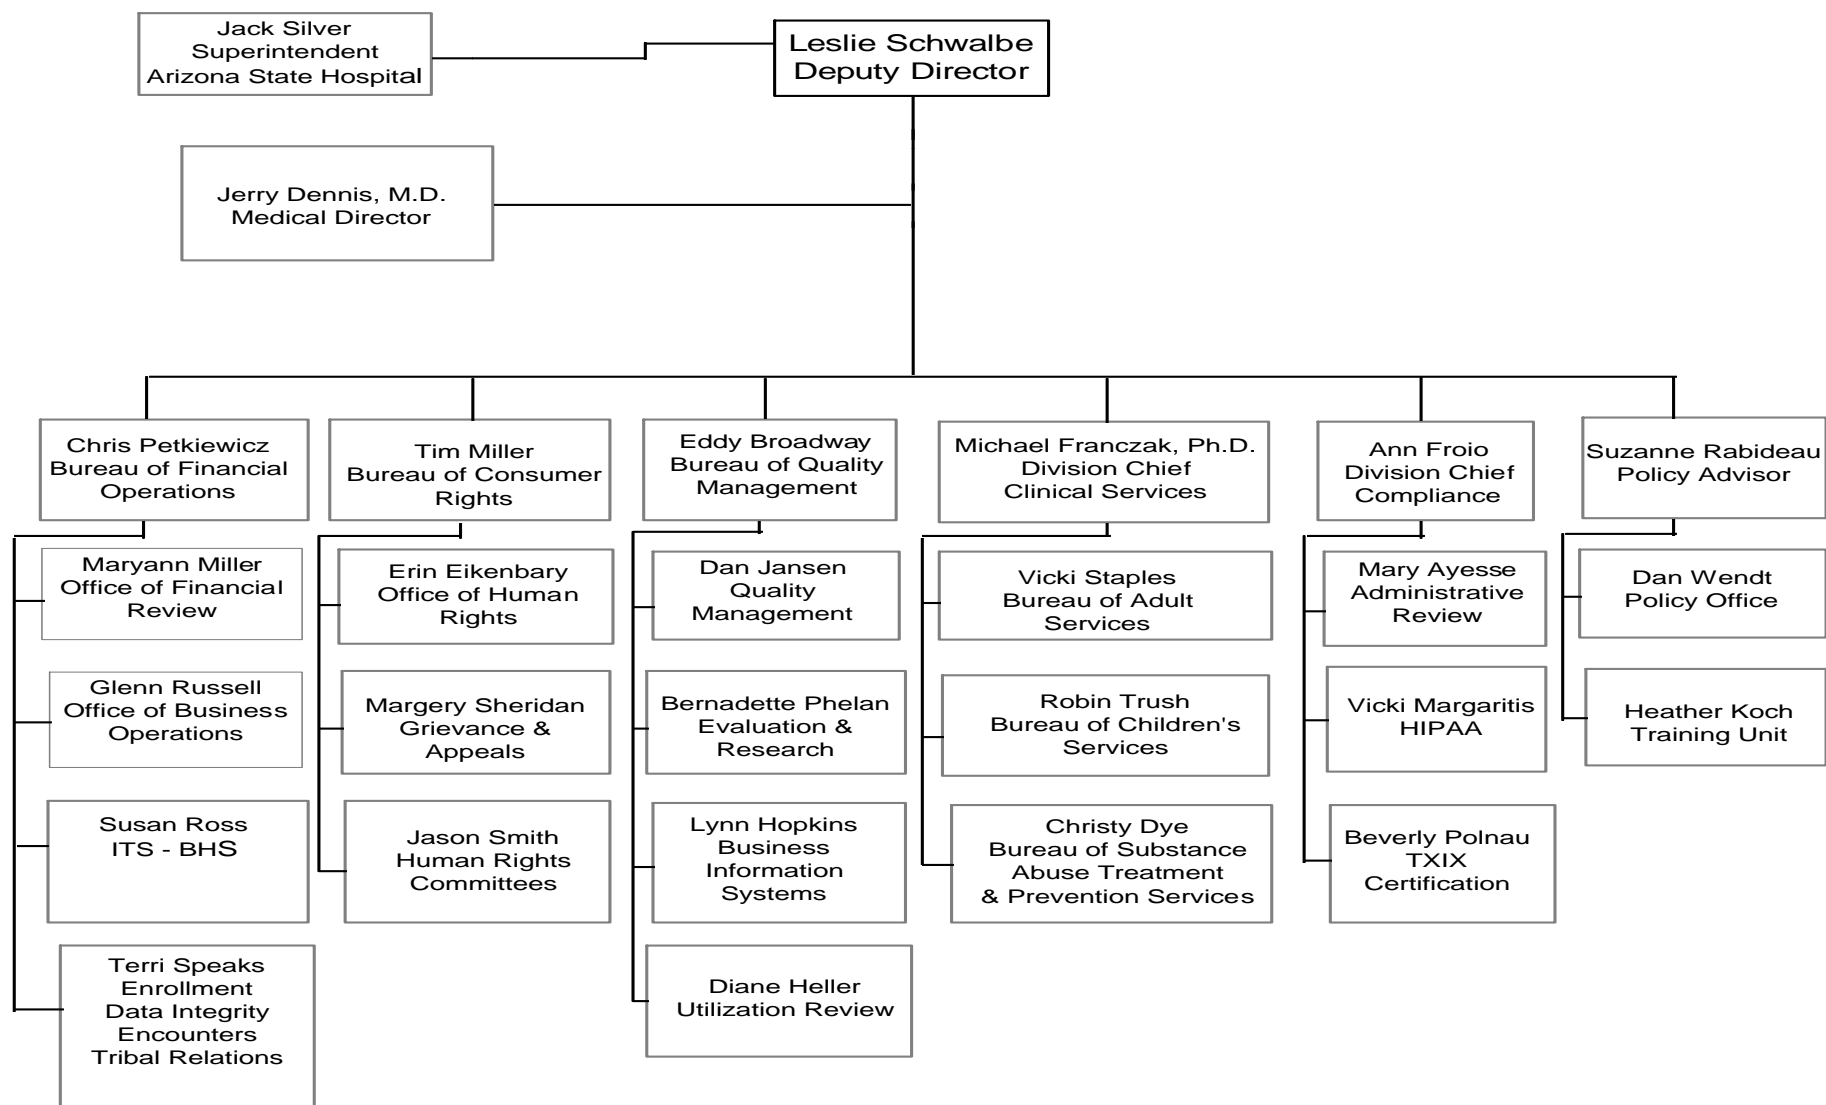 Jack Silver
Superintendent
Arizona State Hospital
Leslie Schwalbe
Deputy Director
Jerry Dennis, M.D.
Medical Director
Chris Petkiewicz
Bureau of Financial
Operations
Tim Miller
Bureau of Consumer
Rights
Eddy Broadway
Bureau of Quality
Management
Michael Franczak, Ph.D.
Division Chief
Clinical Services
Ann Froio
Division Chief
Compliance
Suzanne Rabideau
Policy Advisor
Maryann Miller
Office of Financial
Review
Glenn Russell
Office of Business
Operations
Susan Ross
ITS - BHS
Terri Speaks
Enrollment
Data Integrity
Encounters
Tribal Relations
Erin Eikenbary
Office of Human
Rights
Margery Sheridan
Grievance &
Appeals
Jason Smith
Human Rights
Committees
Dan Jansen
Quality
Management
Bernadette Phelan
Evaluation &
Research
Lynn Hopkins
Business
Information
Systems
Diane Heller
Utilization Review
Vicki Staples
Bureau of Adult
Services
Robin Trush
Bureau of Children's
Services
Christy Dye
Bureau of Substance
Abuse Treatment
& Prevention Services
Mary Ayesse
Administrative
Review
Vicki Margaritis
HIPAA
Beverly Polnau
TXIX
Certification
Dan Wendt
Policy Office
Heather Koch
Training Unit